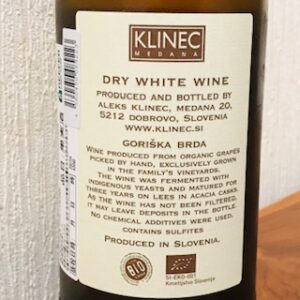 KLINEC
MEDANA
DRY WHITE WINE
PRODUCED AND BOTTLED BY
ALEKS KLINEC, MEDANA 20,
5212 DOBROVO, SLOVENIA
WWW.KLINEC.SI
GORIŠKA BRDA
WINE PRODUCED FROM ORGANIC GRAPES
PICKED BY HAND, EXCLUSIVELY GROWN
IN THE FAMILY'S VINEYARDS.
THE WINE WAS FERMENTED WITH
INDIGENOUS YEASTS AND MATURED FOR
THREE YEARS ON LEES IN ACACIA CASKS.
AS THE WINE HAS NOT BEEN FILTERED,
IT MAY LEAVE DEPOSITS IN THE BOTTLE.
NO CHEMICAL ADDITIVES WERE USED.
CONTAINS SULFITES
PRODUCED IN SLOVENIA.
BIO
SI-EKO-001
Kmetijstvo Slovenije